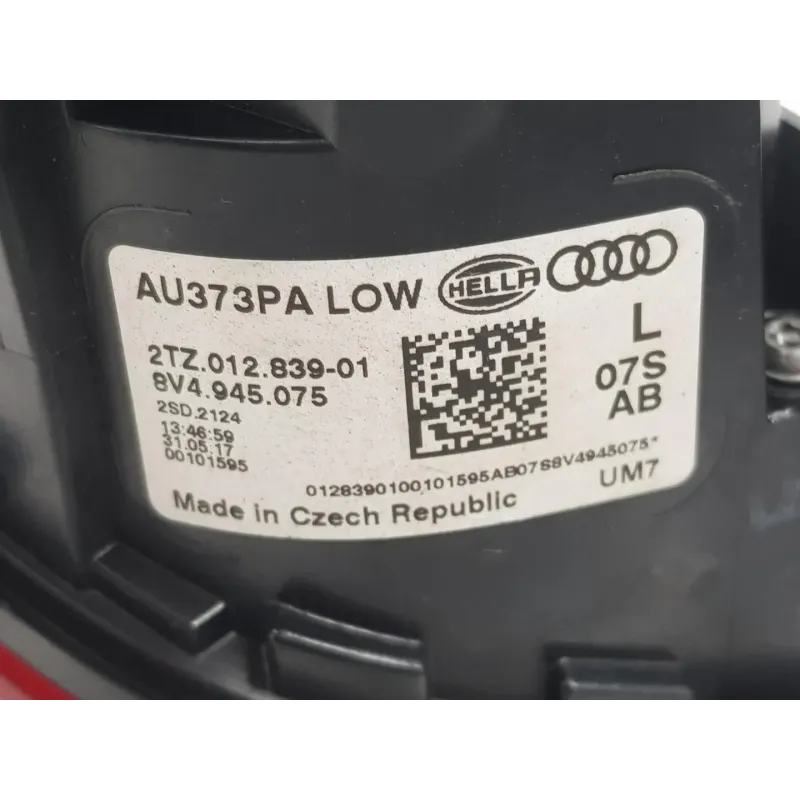 AU373PA LOW HELLA
2TZ.012.839-01
8V4.945.075
2SD.2124
13:46:59
31.05.17
00101595
L
07S
AB
0128390100101595AB07S8V4945075*
UM7
Made in Czech Republic